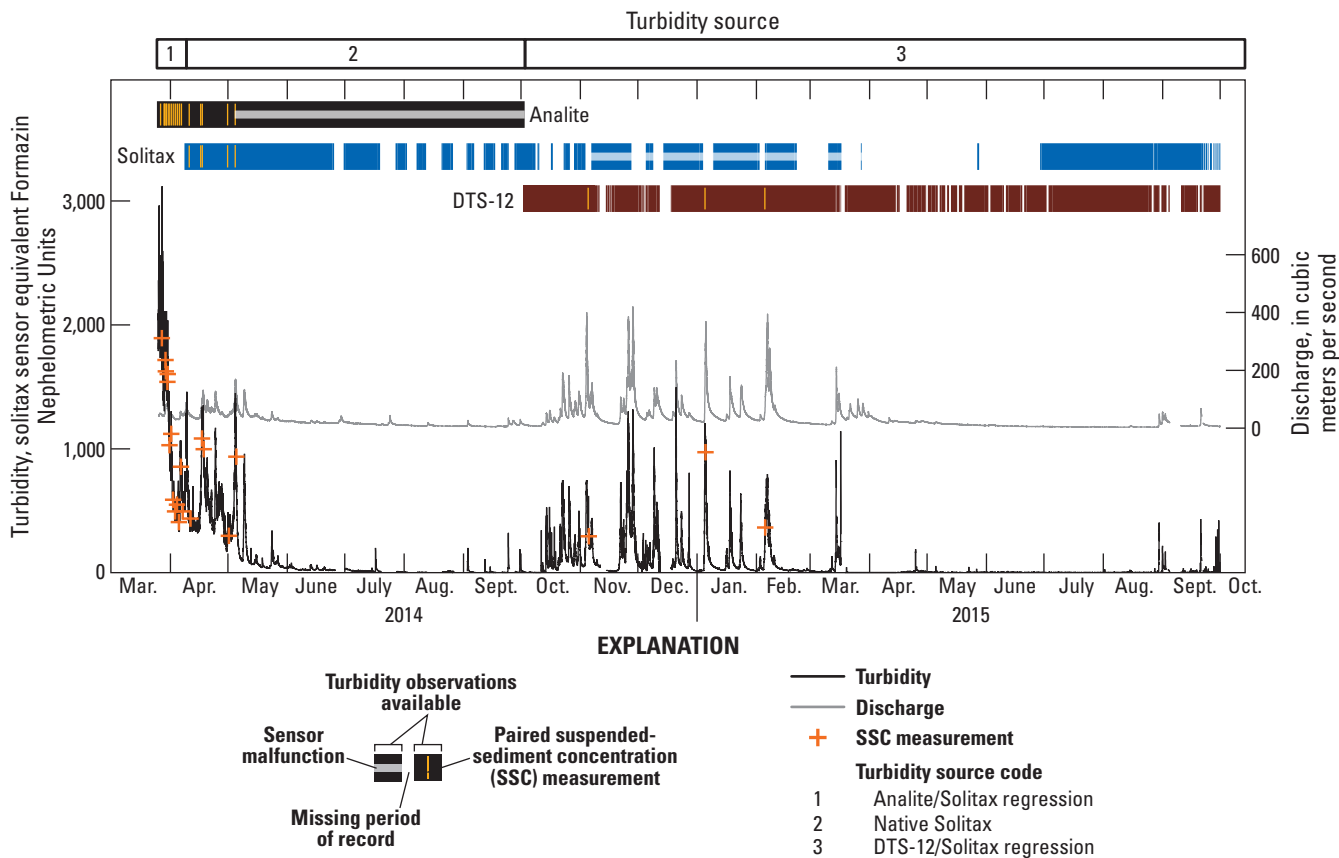 Turbidity source
1 2 3
Analite
Solitax
DTS-12
Turbidity, solitax sensor equivalent Formazin
Nephelometric Units
3,000
2,000
1,000
0
600
400
200
0
Discharge, in cubic
meters per second
Mar. Apr. May June July Aug. Sept. Oct. Nov. Dec. Jan. Feb. Mar. Apr. May June July Aug. Sept. Oct.
2014 2015
EXPLANATION
Turbidity observations
available
Sensor
malfunction
Paired suspended-
sediment concentration
(SSC) measurement
Missing period
of record
Turbidity
Discharge
SSC measurement
Turbidity source code
1 Analite/Solitax regression
2 Native Solitax
3 DTS-12/Solitax regression